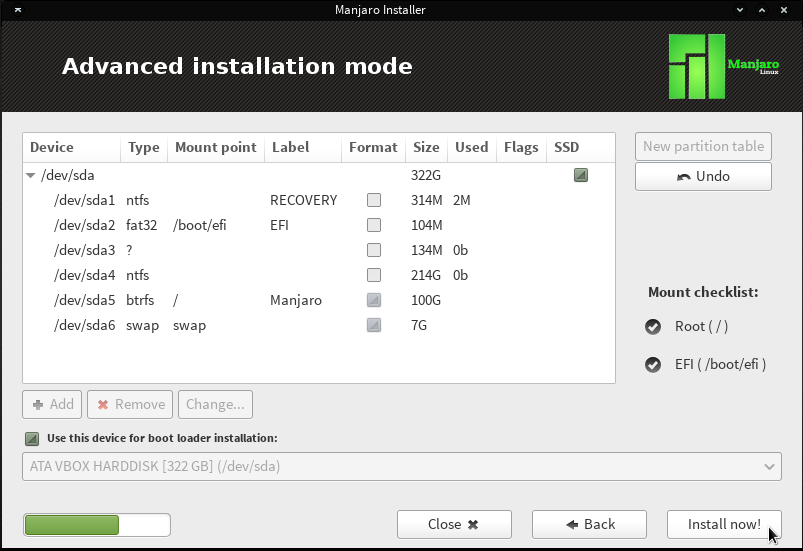 Manjaro Installer
Advanced installation mode
Manjaro
Linux
Device Type Mount point Label Format Size Used Flags SSD
/dev/sda 322G
/dev/sda1 ntfs RECOVERY 314M 2M
/dev/sda2 fat32 /boot/efi EFI 104M
/dev/sda3 ? 134M 0b
/dev/sda4 ntfs 214G 0b
/dev/sda5 btrfs / Manjaro 100G
/dev/sda6 swap swap 7G
New partition table
Undo
Mount checklist:
Root ( / )
EFI ( /boot/efi )
Add Remove Change...
Use this device for boot loader installation:
ATA VBOX HARDDISK [322 GB] (/dev/sda)
Close Back Install now!